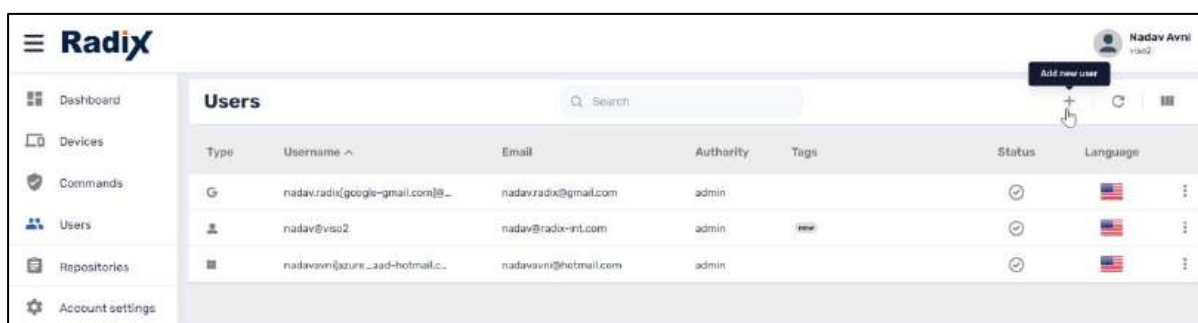 Radix
Nadav Avni
viso2
Add new user
Dashboard
Users
Search
Devices
Type Username Email Authority Tags Status Language
Commands
nadav.radix[google-gmail.com]@... nadav.radix@gmail.com admin
Users
nadav@viso2 nadav@radix-int.com admin new
Repositories
nadavavni[azure_aad-hotmail.c... nadavavni@hotmail.com admin
Account settings